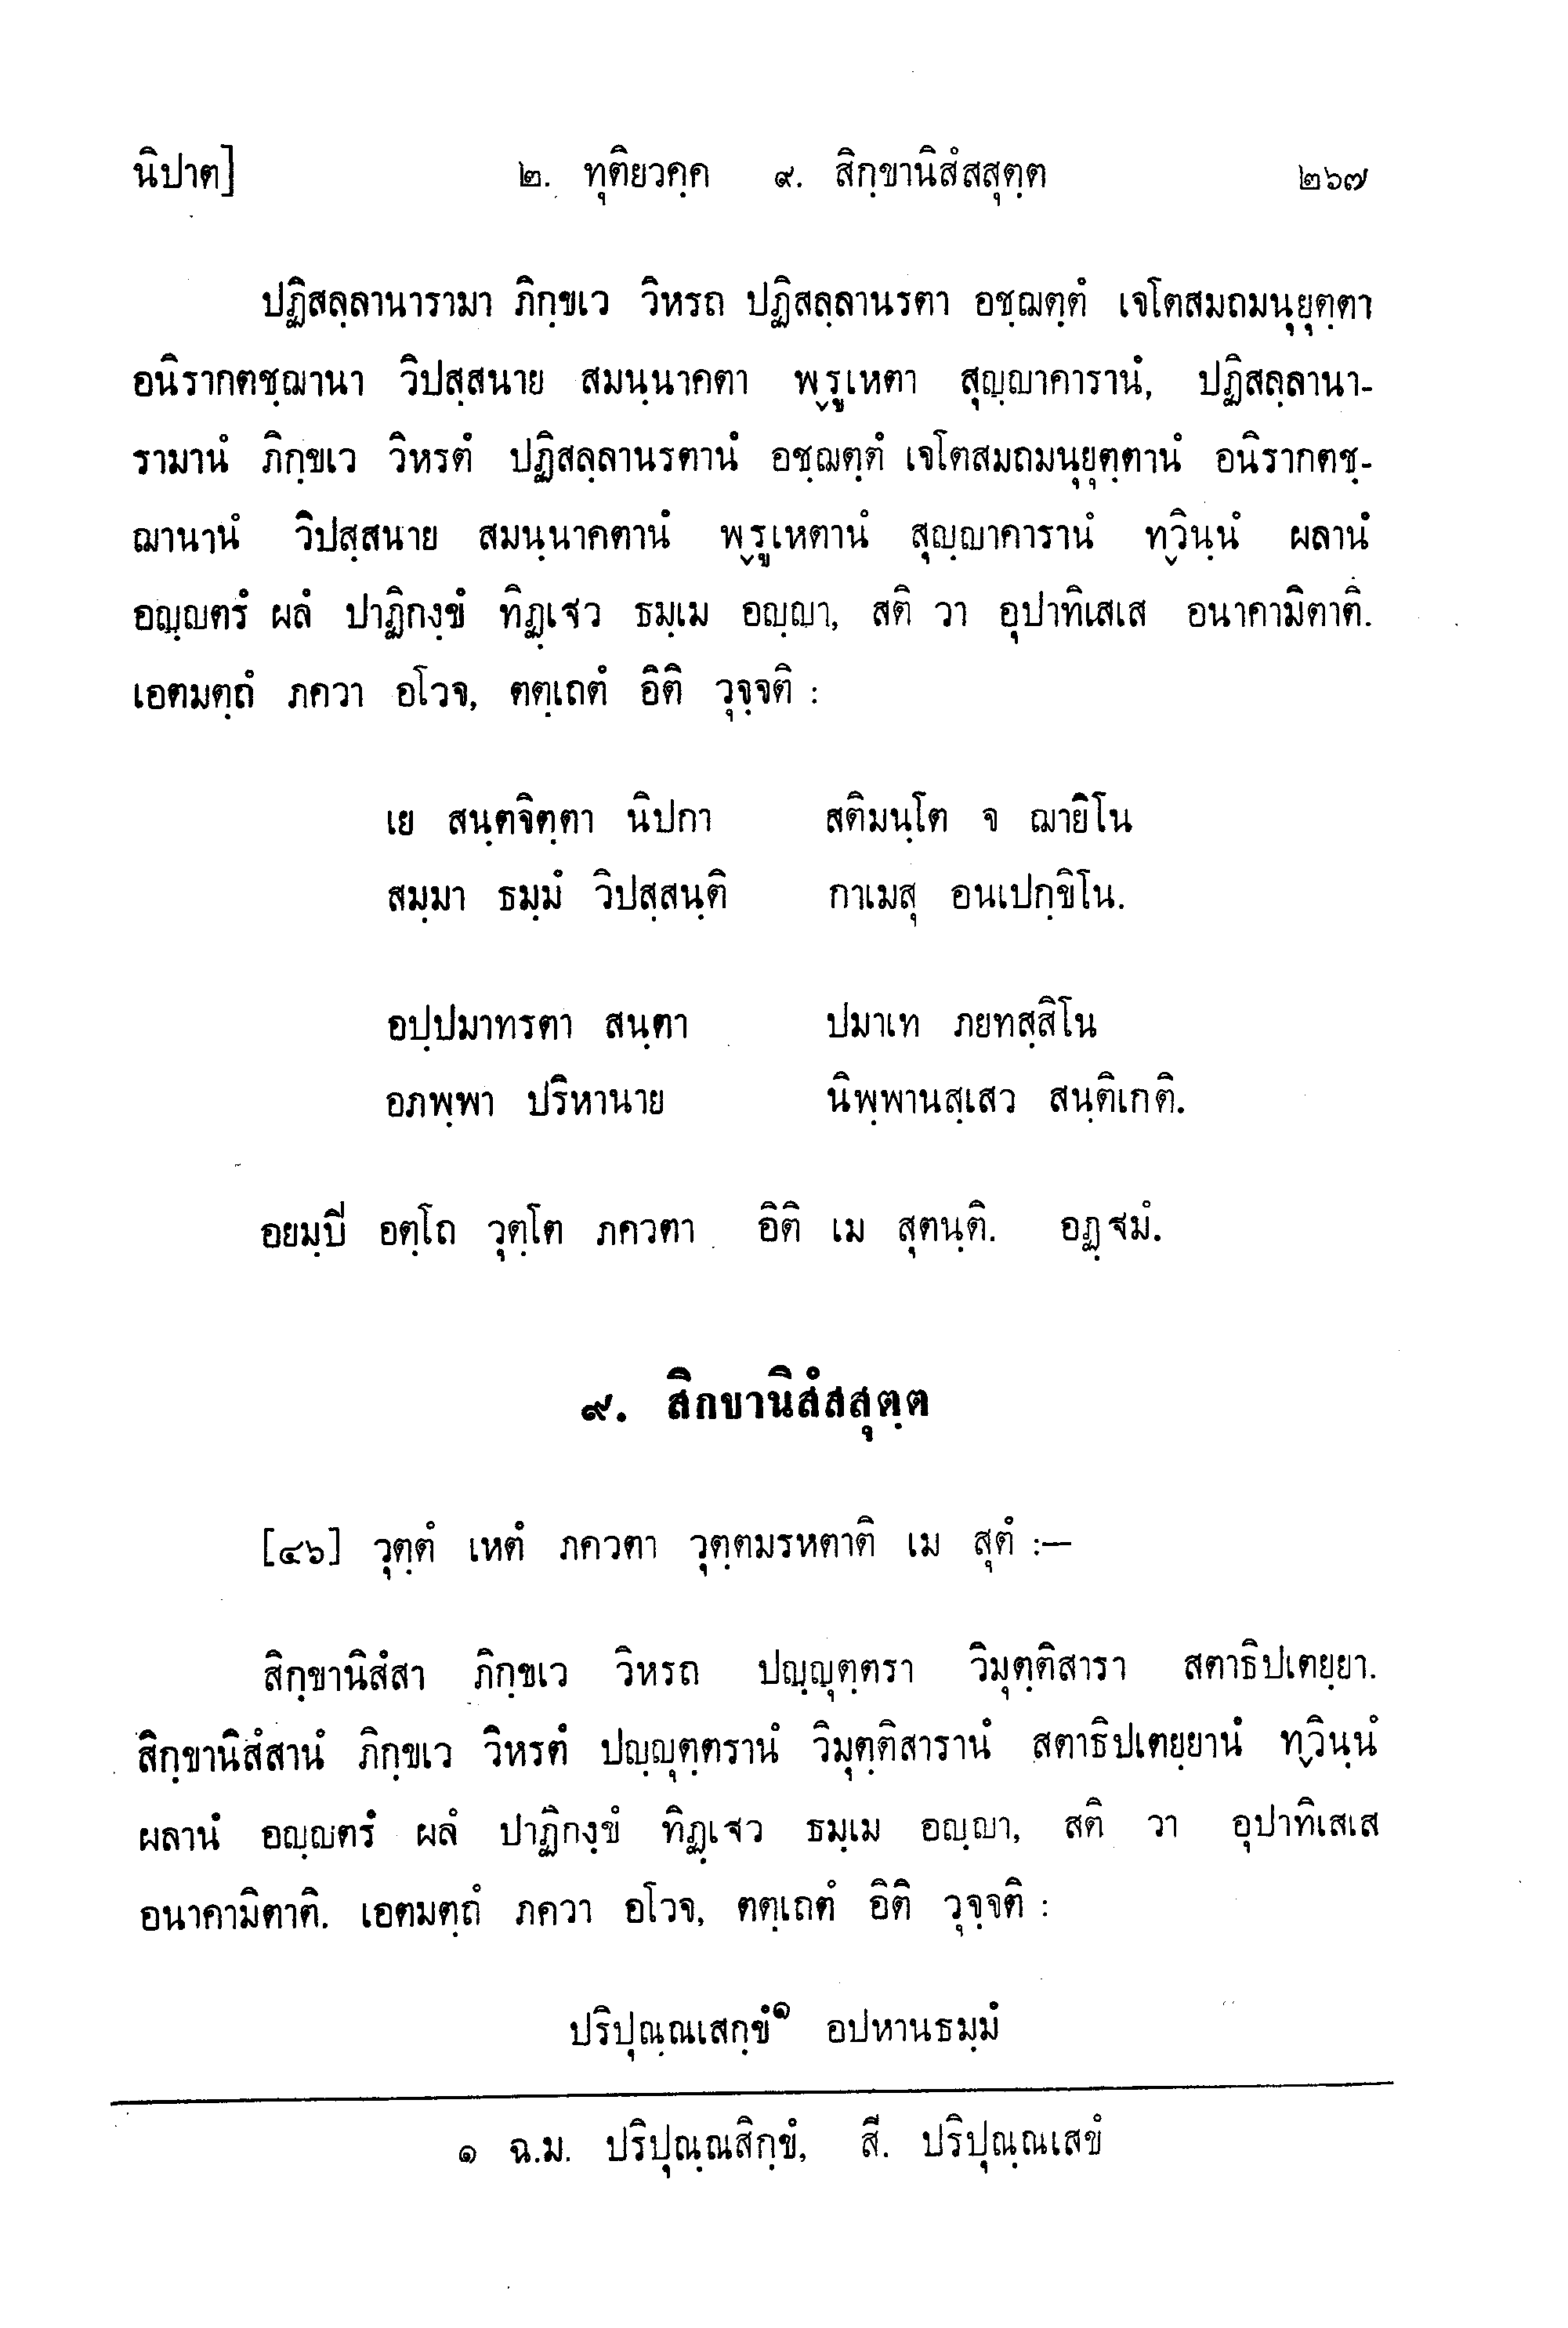 นิปาต]	๒. ทุติยวคฺค ๙. สิกฺขานิสํสสุตฺต	๒๖๗
ปฏิสลฺลานารามา ภิกฺขเว วิหรถ ปฏิสลฺลานรตา อชฺฌตฺตํ เจโตสมถมนุยุตฺตา
อนิรากตชฺฌานา วิปสฺสนาย สมนฺนาคตา พฺรูเหตา สุญฺญาคารานํ, ปฏิสลฺลานา-
รามานํ ภิกฺขเว วิหรตํ ปฏิสลฺลานรตานํ อชฺฌตฺตํ เจโตสมถมนุยุตฺตานํ อนิรากตชฺ-
ฌานานํ วิปสฺสนาย สมนฺนาคตานํ พฺรูเหตานํ สุญฺญาคารานํ ทฺวินฺนํ ผลานํ
อญฺญตรํ ผลํ ปาฏิกงฺขํ ทิฏฺเฐว ธมฺเม อญฺญา, สติ วา อุปาทิเสเส อนาคามิตาติ.
เอตมตฺถํ ภควา อโวจ, ตตฺเถตํ อิติ วุจฺจติ :
เย สนฺตจิตฺตา นิปกา	สติมนฺโต จ ฌายิโน
สมฺมา ธมฺมํ วิปสฺสนฺติ	กาเมสุ อนเปกฺขิโน.
อปฺปมาทรตา สนฺตา	ปมาเท ภยทสฺสิโน
อภพฺพา ปริหานาย	นิพฺพานสฺเสว สนฺติเกติ.
อยมฺปิ อตฺโถ วุตฺโต ภควตา อิติ เม สุตนฺติ. อฏฺฐมํ.
๙. สิกขานิสํสสุตฺต
[๔๖] วุตฺตํ เหตํ ภควตา วุตฺตมรหตาติ เม สุตํ :—
สิกฺขานิสํสา ภิกฺขเว วิหรถ ปญฺญุตฺตรา วิมุตฺติสารา สตาธิปเตยฺยา.
สิกฺขานิสํสานํ ภิกฺขเว วิหรตํ ปญฺญุตฺตรานํ วิมุตฺติสารานํ สตาธิปเตยฺยานํ ทฺวินฺนํ
ผลานํ อญฺญตรํ ผลํ ปาฏิกงฺขํ ทิฏฺเฐว ธมฺเม อญฺญา, สติ วา อุปาทิเสเส
อนาคามิตาติ. เอตมตฺถํ ภควา อโวจ, ตตฺเถตํ อิติ วุจฺจติ :
ปริปุณฺณเสกฺขํ๑ อปหานธมฺมํ
๑ ฉ.ม. ปริปุณฺณสิกฺขํ, สี. ปริปุณฺณเสขํ